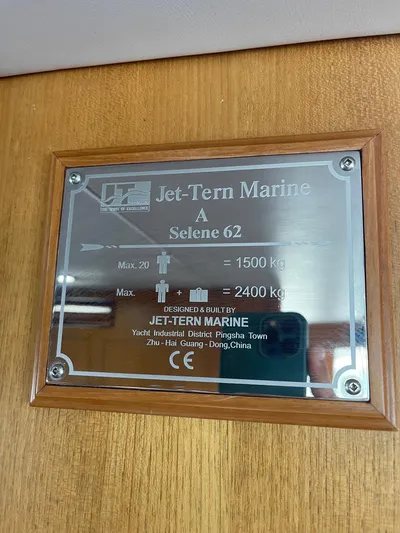 Jet-Tern Marine
A
Selene 62
Max. 20 = 1500 kg
Max. + = 2400 kg
DESIGNED & BUILT BY
JET-TERN MARINE
Yacht Industrial District Pingsha Town
Zhu - Hai Guang - Dong,China
CE